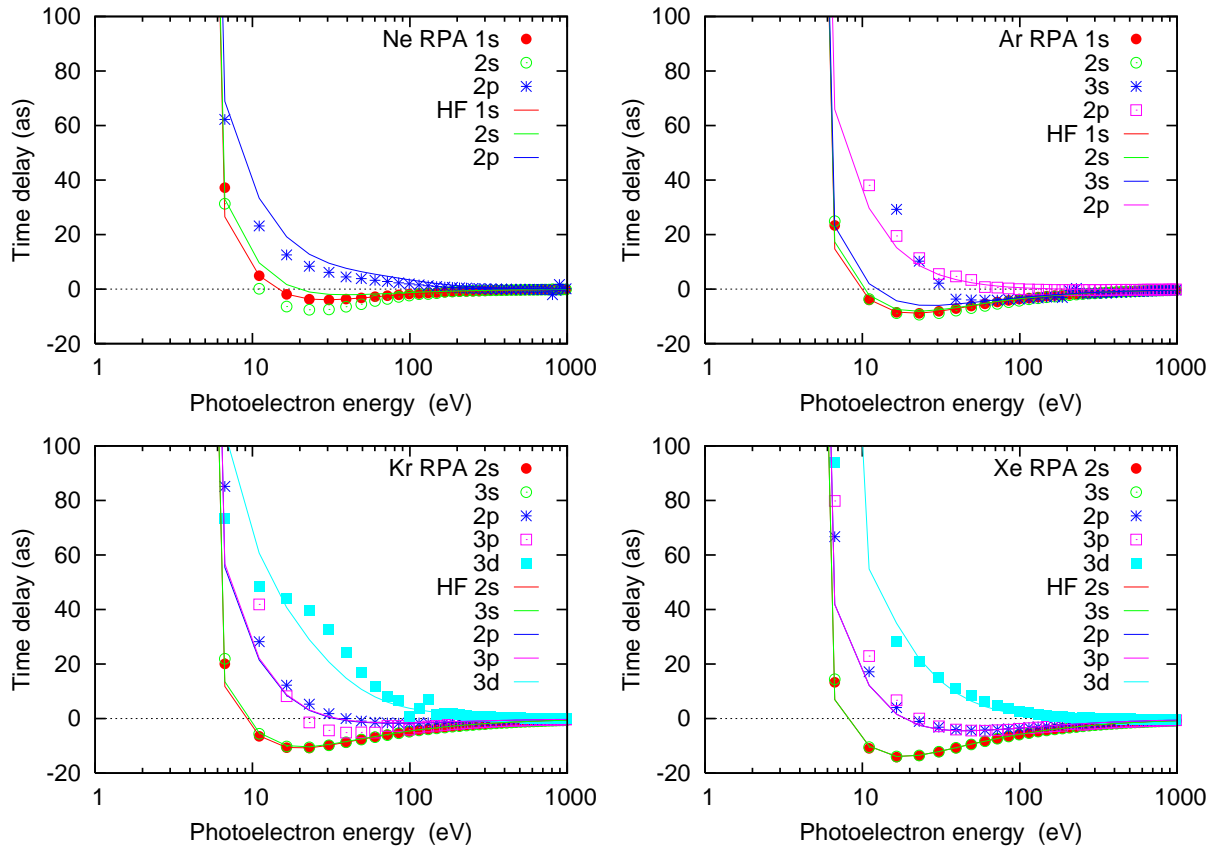 100
80
60
40
20
0
-20
1
10
100
1000
Time delay (as)
Photoelectron energy (eV)
Ne RPA 1s
2s
2p
HF 1s
2s
2p
100
80
60
40
20
0
-20
1
10
100
1000
Time delay (as)
Photoelectron energy (eV)
Ar RPA 1s
2s
3s
2p
HF 1s
2s
3s
2p
100
80
60
40
20
0
-20
1
10
100
1000
Time delay (as)
Photoelectron energy (eV)
Kr RPA 2s
3s
2p
3p
3d
HF 2s
3s
2p
3p
3d
100
80
60
40
20
0
-20
1
10
100
1000
Time delay (as)
Photoelectron energy (eV)
Xe RPA 2s
3s
2p
3p
3d
HF 2s
3s
2p
3p
3d